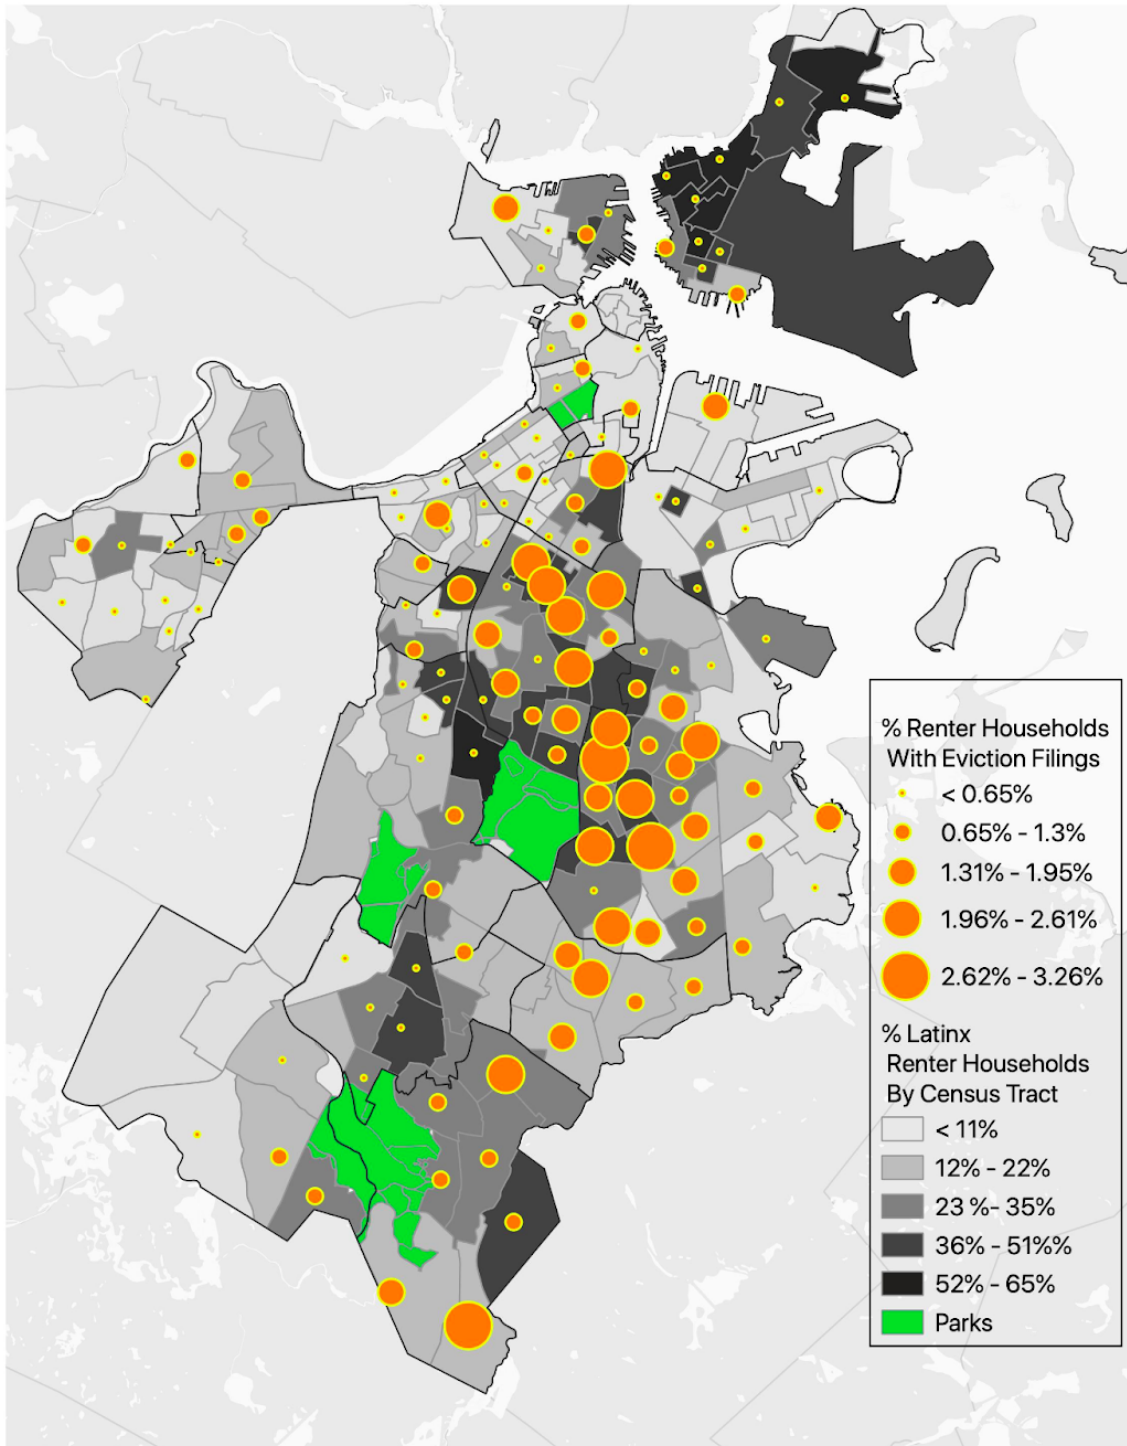 % Renter Households
With Eviction Filings
< 0.65%
0.65% - 1.3%
1.31% - 1.95%
1.96% - 2.61%
2.62% - 3.26%
% Latinx
Renter Households
By Census Tract
< 11%
12% - 22%
23 %- 35%
36% - 51%%
52% - 65%
Parks